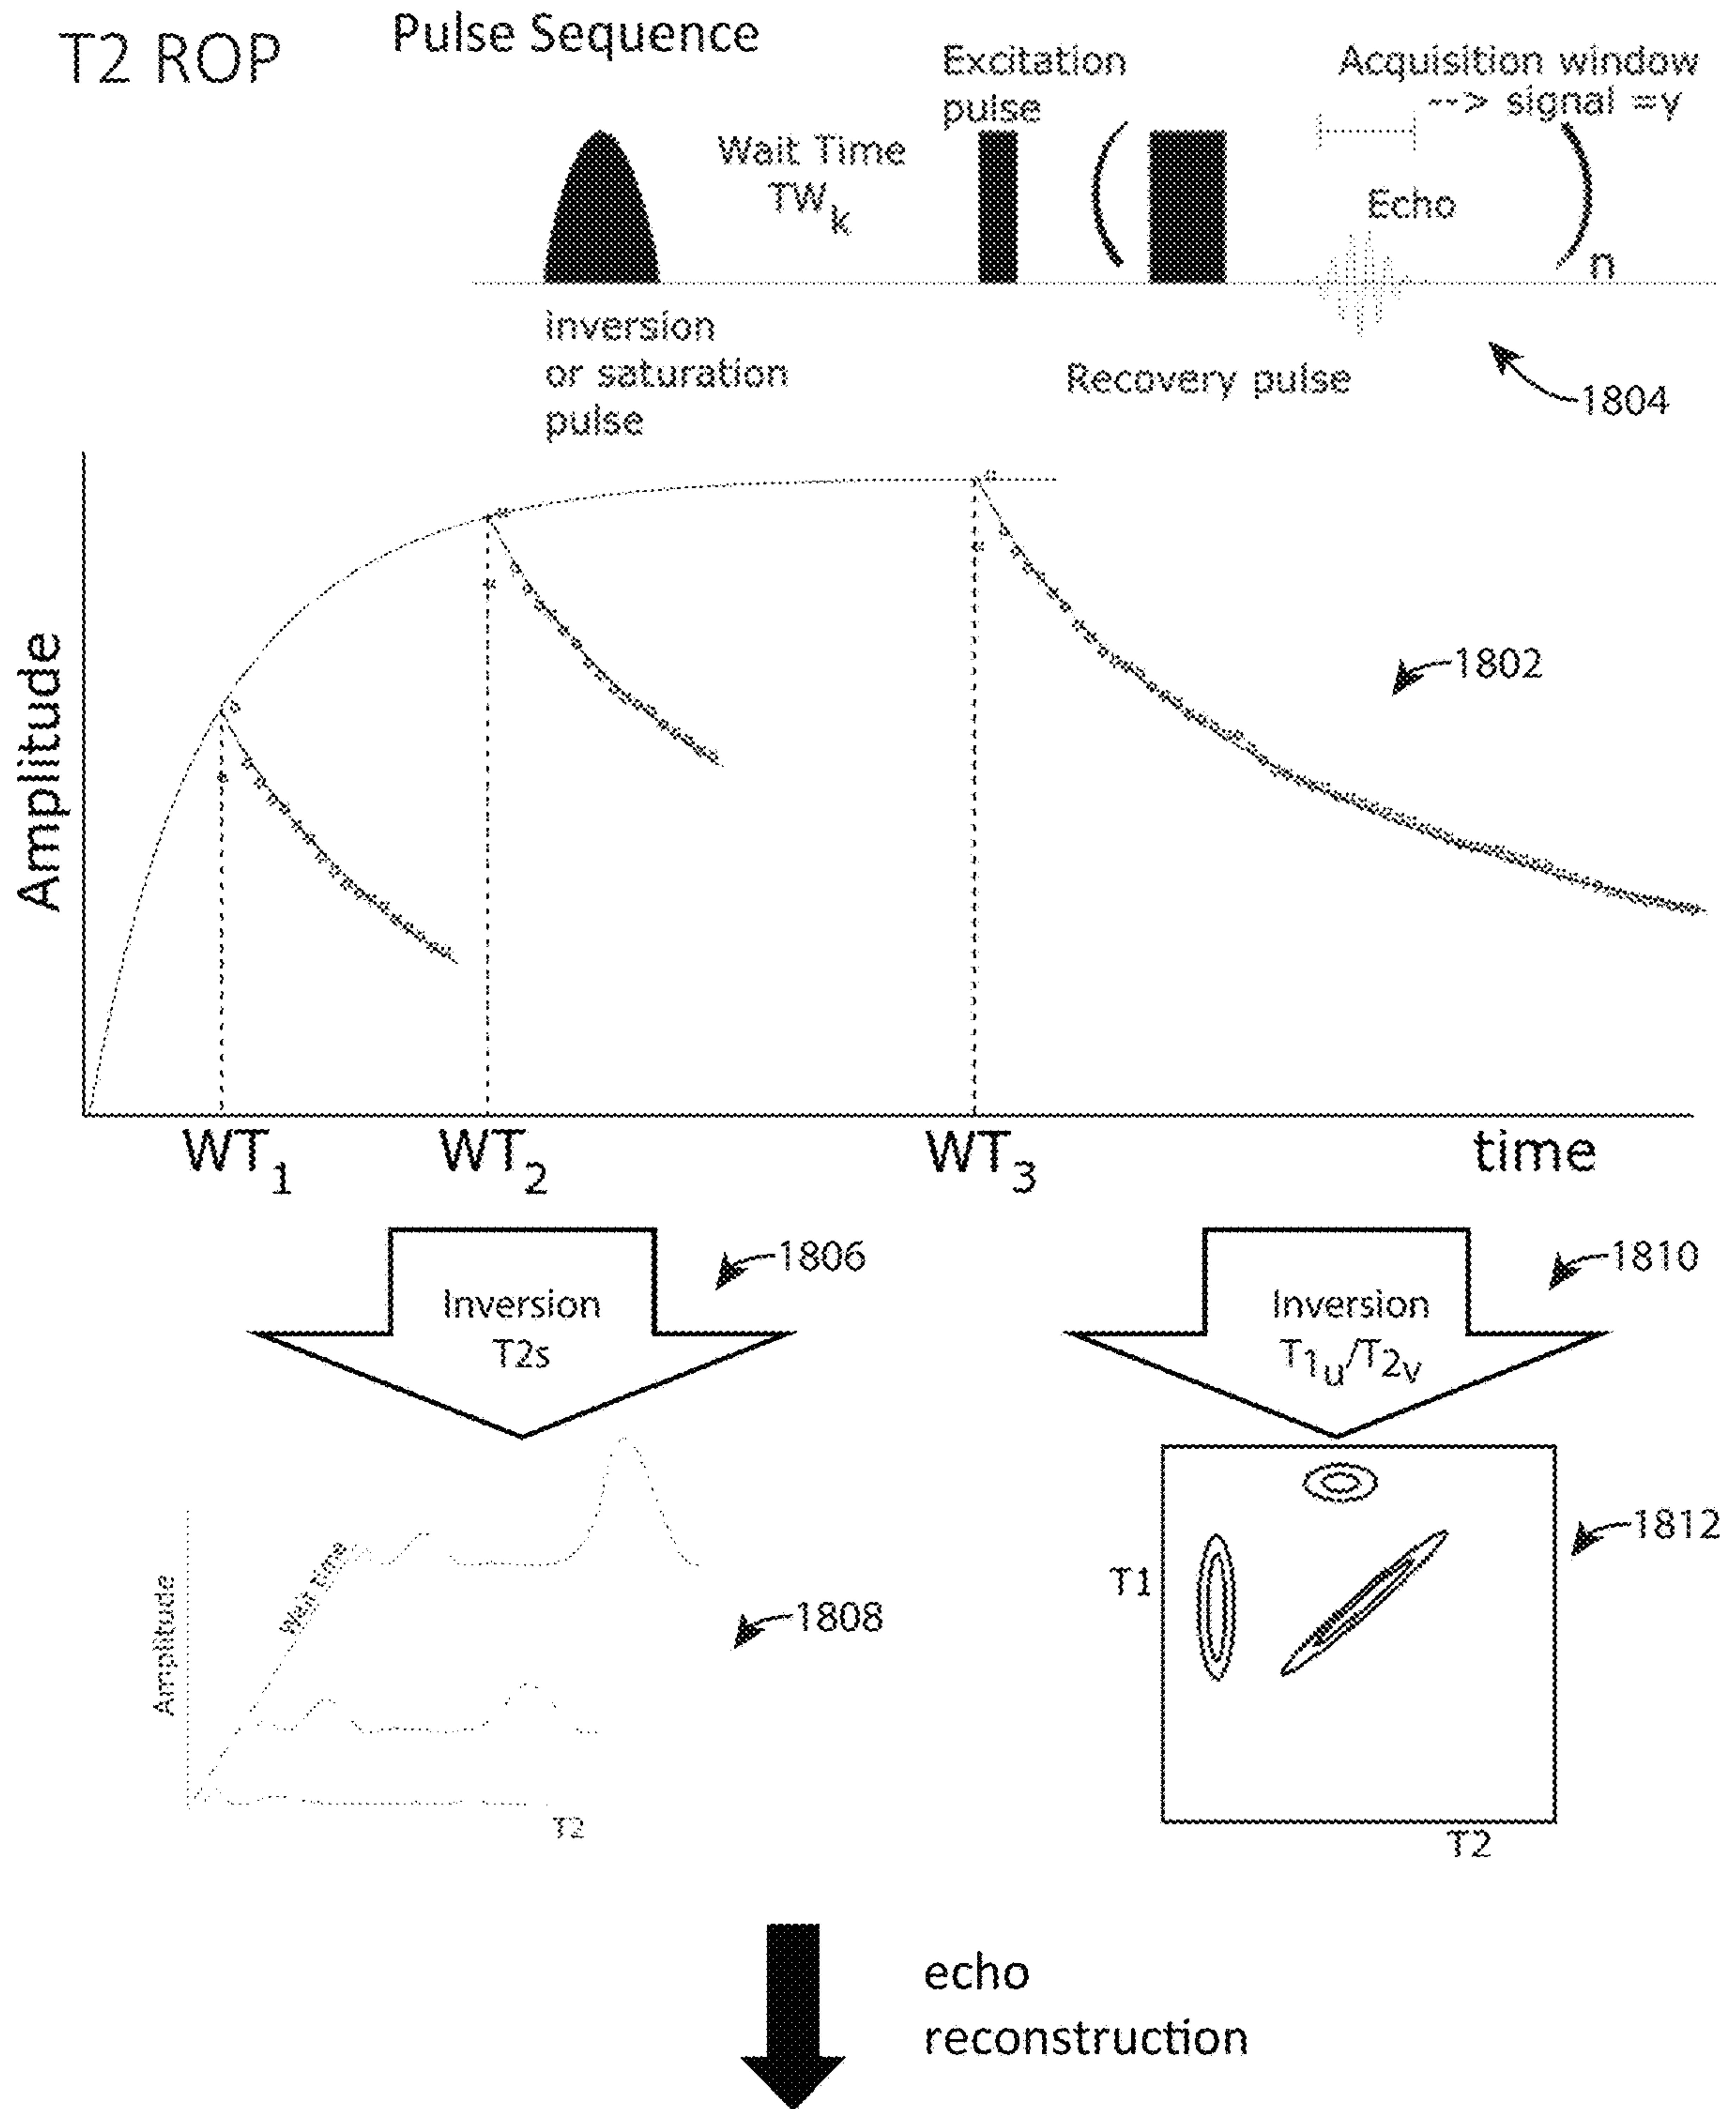 T2 ROP
Pulse Sequence
Excitation
pulse
Acquisition window
--> signal =y
Wait Time
TWk
Echo
n
inversion
or saturation
pulse
Recovery pulse
1804
Amplitude
1802
WT1
WT2
WT3
time
1806
Inversion
T2s
1810
Inversion
T1u/T2v
Amplitude
Wait time
1808
T2
1812
T1
T2
echo
reconstruction